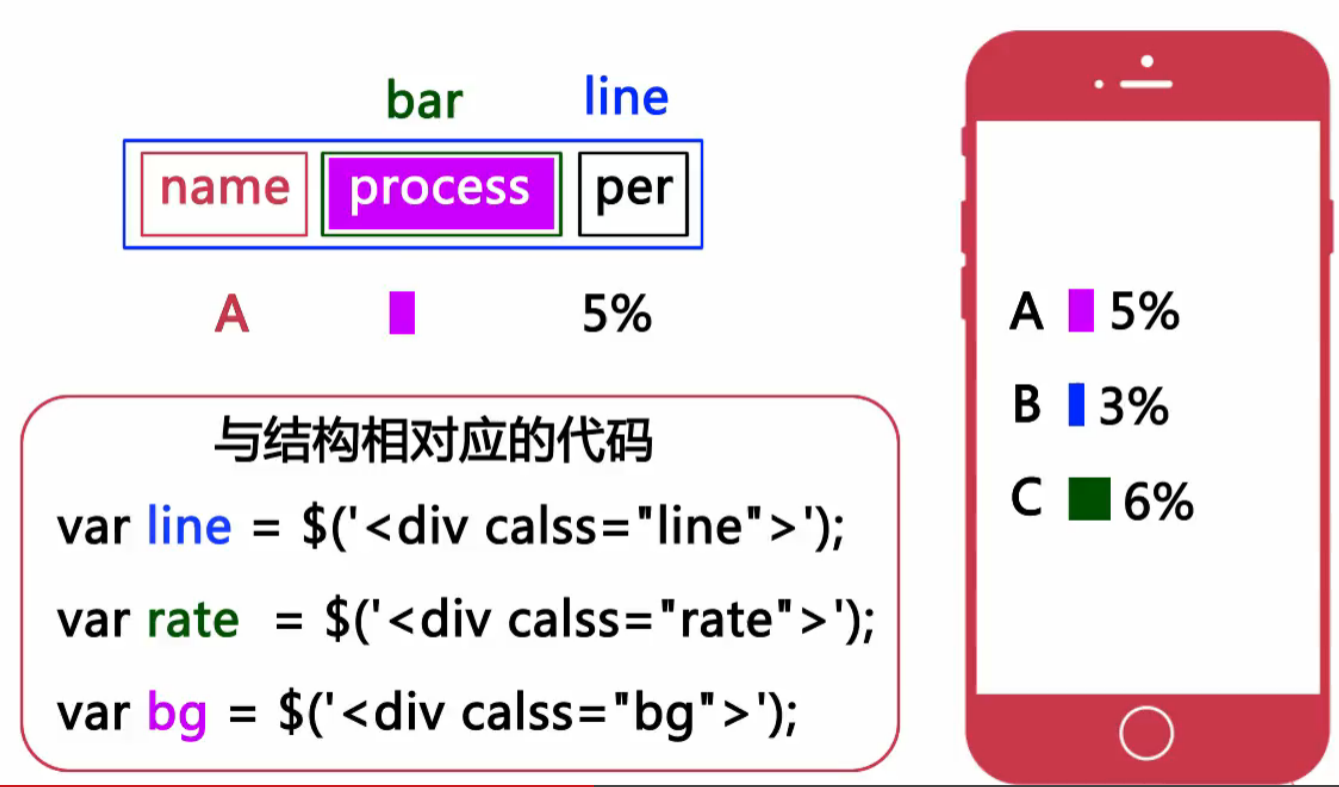 bar line
name process per
A 5%
与结构相对应的代码
var line = $('<div calss="line">');
var rate = $('<div calss="rate">');
var bg = $('<div calss="bg">');
A 5%
B 3%
C 6%